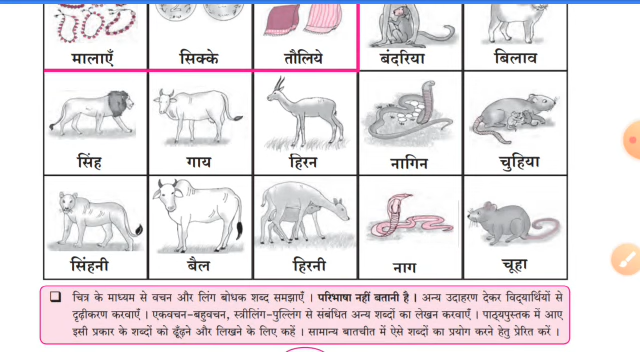 मालाएँ सिक्के तौलिये बंदरिया बिलाव
सिंह गाय हिरन नागिन चुहिया
सिंहनी बैल हिरनी नाग चूहा
❑ चित्र के माध्यम से वचन और लिंग बोधक शब्द समझाएँ । परिभाषा नहीं बतानी है । अन्य उदाहरण देकर विद्यार्थियों से
दृढ़ीकरण करवाएँ । एकवचन-बहुवचन, स्त्रीलिंग-पुल्लिंग से संबंधित अन्य शब्दों का लेखन करवाएँ । पाठ्यपुस्तक में आए
इसी प्रकार के शब्दों को ढूँढ़ने और लिखने के लिए कहें । सामान्य बातचीत में ऐसे शब्दों का प्रयोग करने हेतु प्रेरित करें ।